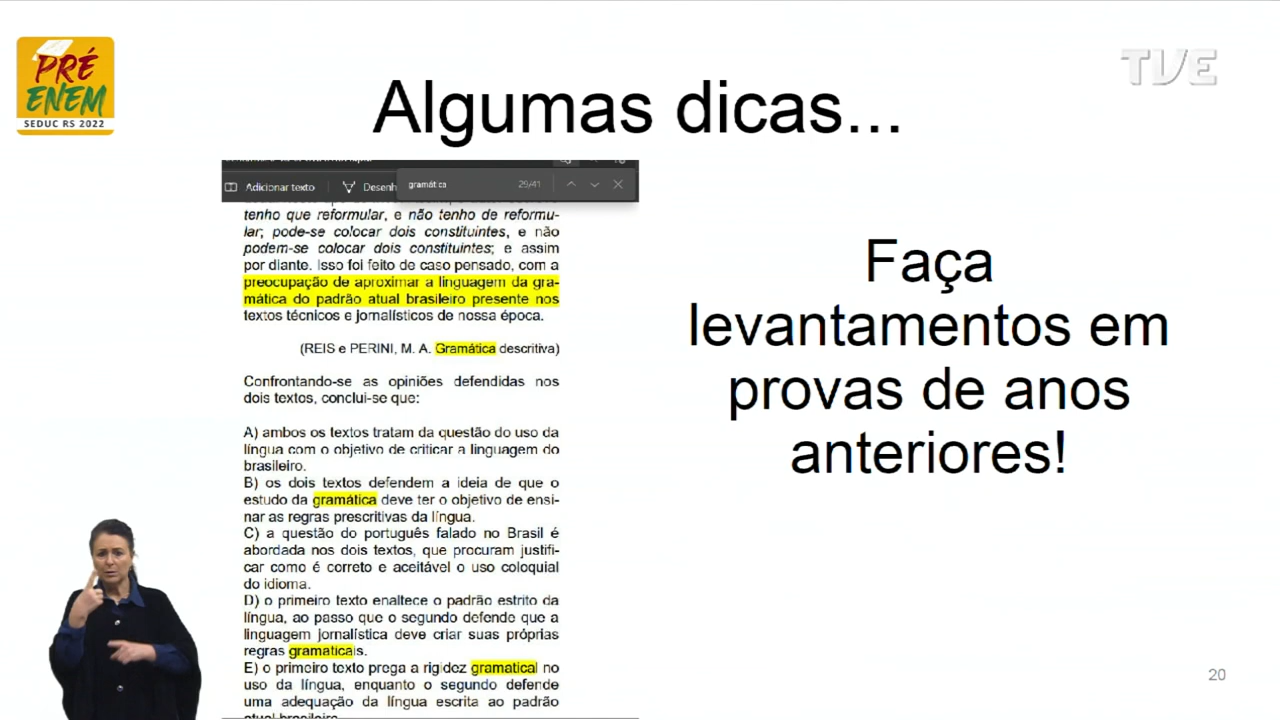 PRÉ
ENEM
SEDUC RS 2022
TVE
Algumas dicas...
Adicionar texto
Desenh
gramática
29/41
tenho que reformular, e não tenho de reformu-
lar; pode-se colocar dois constituintes, e não
podem-se colocar dois constituintes; e assim
por diante. Isso foi feito de caso pensado, com a
preocupação de aproximar a linguagem da gra-
mática do padrão atual brasileiro presente nos
textos técnicos e jornalísticos de nossa época.
(REIS e PERINI, M. A. Gramática descritiva)
Confrontando-se as opiniões defendidas nos
dois textos, conclui-se que:
A) ambos os textos tratam da questão do uso da
língua com o objetivo de criticar a linguagem do
brasileiro.
B) os dois textos defendem a ideia de que o
estudo da gramática deve ter o objetivo de ensi-
nar as regras prescritivas da língua.
C) a questão do português falado no Brasil é
abordada nos dois textos, que procuram justifi-
car como é correto e aceitável o uso coloquial
do idioma.
D) o primeiro texto enaltece o padrão estrito da
língua, ao passo que o segundo defende que a
linguagem jornalística deve criar suas próprias
regras gramaticais.
E) o primeiro texto prega a rigidez gramatical no
uso da língua, enquanto o segundo defende
uma adequação da língua escrita ao padrão
atual brasileiro.
Faça
levantamentos em
provas de anos
anteriores!
20